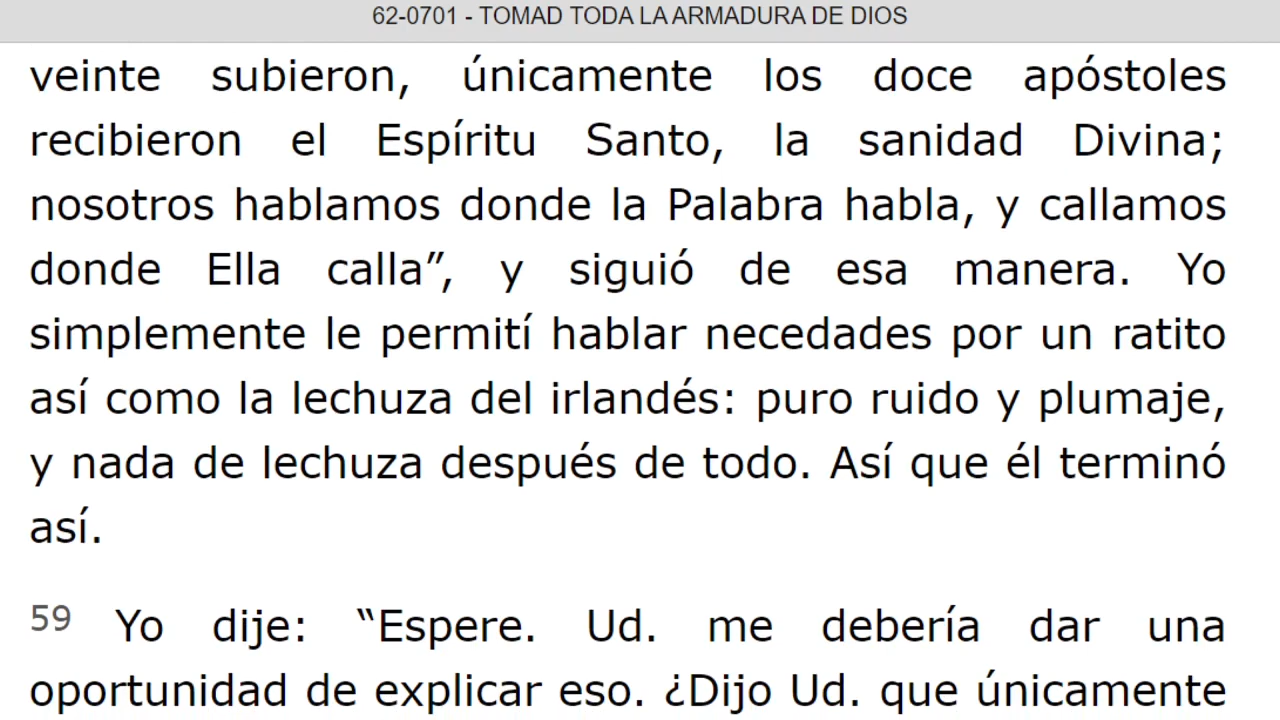 62-0701 - TOMAD TODA LA ARMADURA DE DIOS
veinte subieron, únicamente los doce apóstoles
recibieron el Espíritu Santo, la sanidad Divina;
nosotros hablamos donde la Palabra habla, y callamos
donde Ella calla”, y siguió de esa manera. Yo
simplemente le permití hablar necedades por un ratito
así como la lechuza del irlandés: puro ruido y plumaje,
y nada de lechuza después de todo. Así que él terminó
así.
59 Yo dije: “Espere. Ud. me debería dar una
oportunidad de explicar eso. ¿Dijo Ud. que únicamente